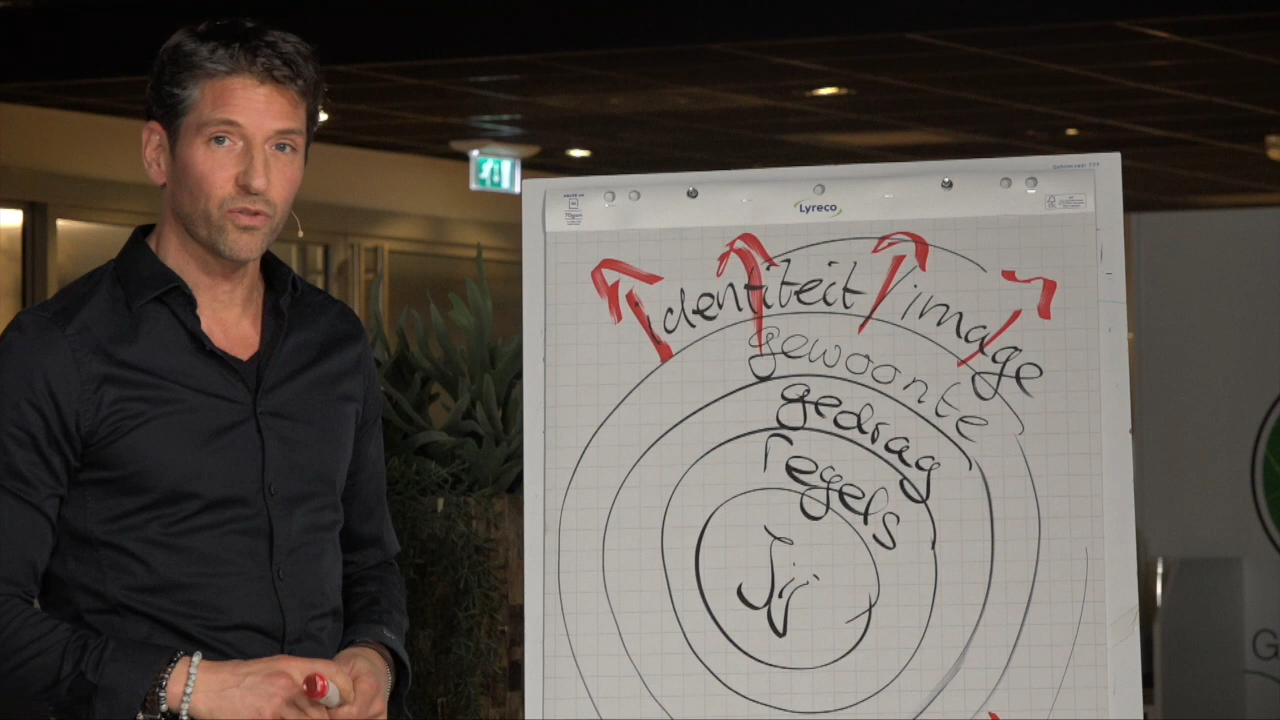 Lyreco
identiteit/image
gewoonte
gedrag
regels
Jij
G